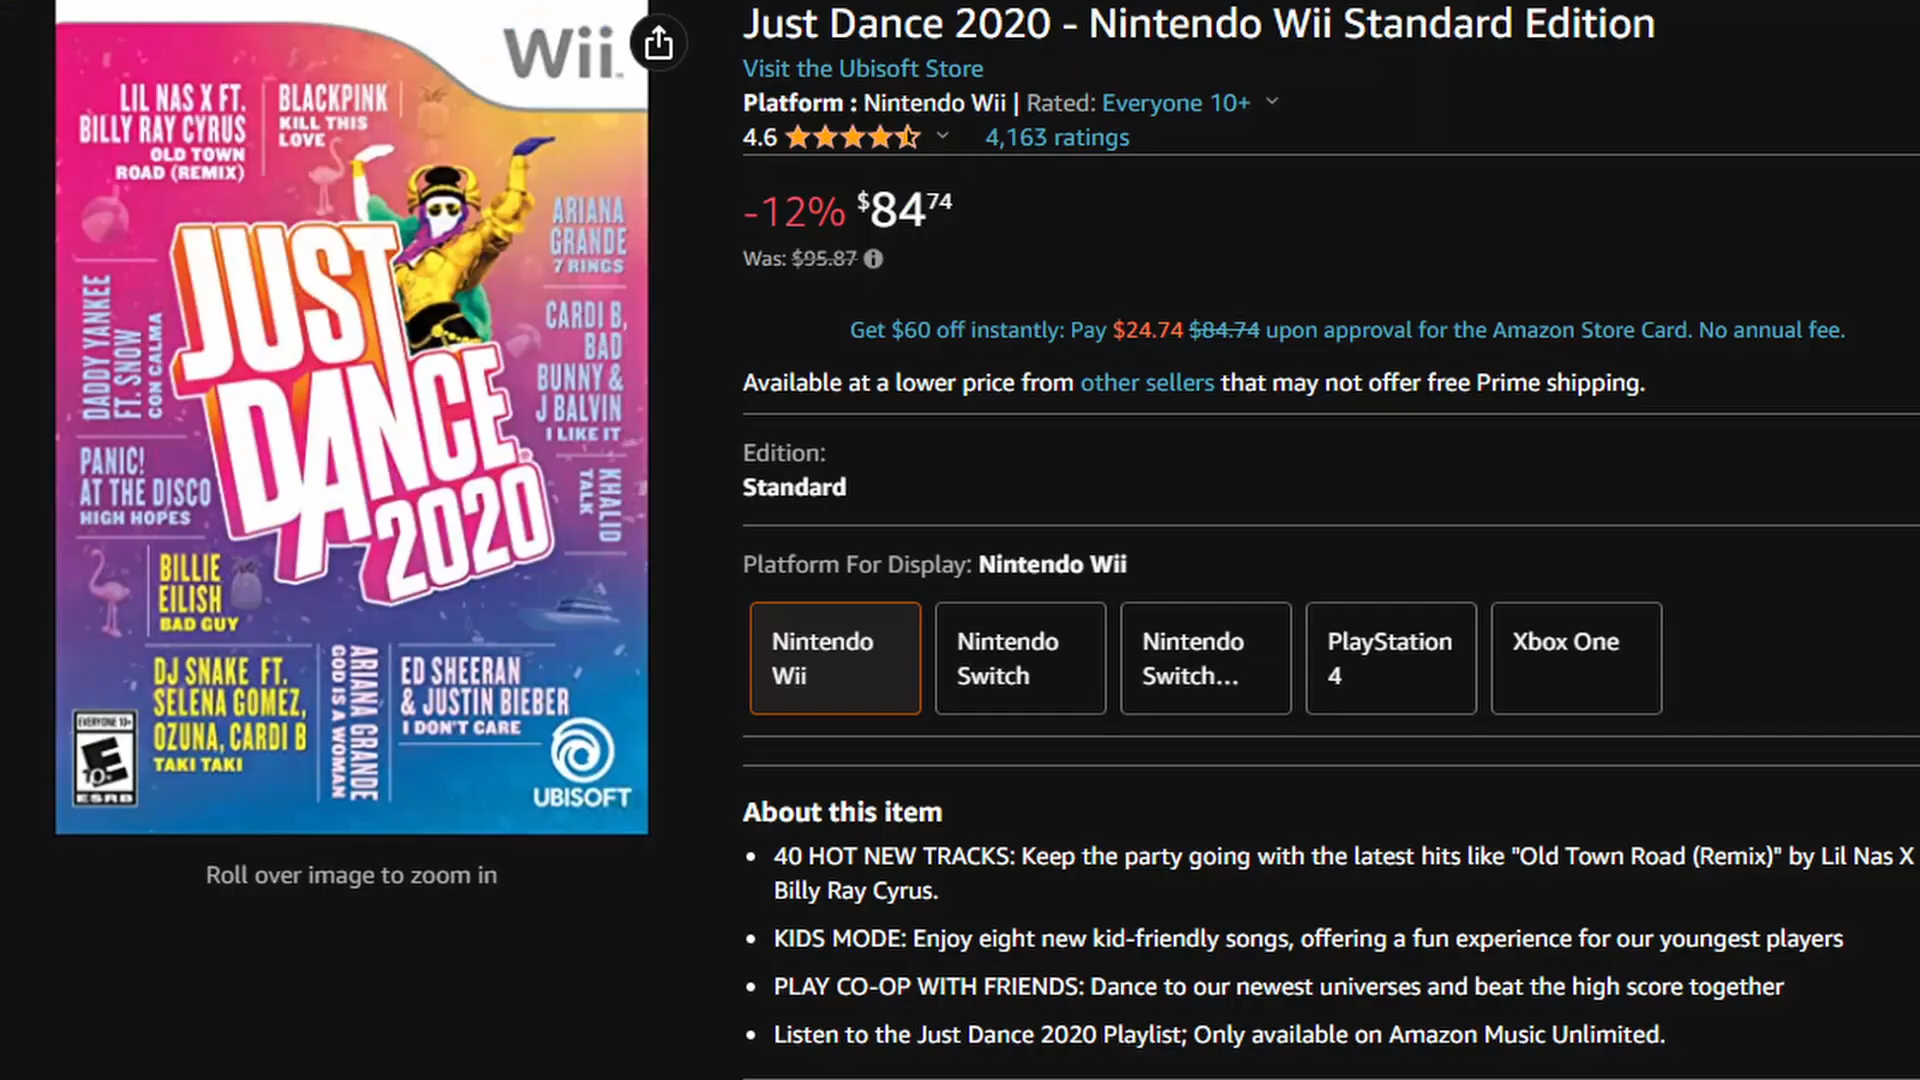 Wii
LIL NAS X FT.
BILLY RAY CYRUS
OLD TOWN
ROAD (REMIX)
BLACKPINK
KILL THIS
LOVE
ARIANA
GRANDE
7 RINGS
DADDY YANKEE
FT. SNOW
CON CALMA
JUST
DANCE
2020
CARDI B,
BAD
BUNNY &
J BALVIN
I LIKE IT
PANIC!
AT THE DISCO
HIGH HOPES
KHALID
TALK
BILLIE
EILISH
BAD GUY
DJ SNAKE FT.
SELENA GOMEZ,
OZUNA, CARDI B
TAKI TAKI
ARIANA GRANDE
GOD IS A WOMAN
ED SHEERAN
& JUSTIN BIEBER
I DON'T CARE
EVERYONE 10+
E
10+
ESRB
UBISOFT
Roll over image to zoom in
Just Dance 2020 - Nintendo Wii Standard Edition
Visit the Ubisoft Store
Platform : Nintendo Wii | Rated: Everyone 10+
4.6 4,163 ratings
-12% $84 74
Was: $95.87
Get $60 off instantly: Pay $24.74 $84.74 upon approval for the Amazon Store Card. No annual fee.
Available at a lower price from other sellers that may not offer free Prime shipping.
Edition:
Standard
Platform For Display: Nintendo Wii
Nintendo
Wii
Nintendo
Switch
Nintendo
Switch...
PlayStation
4
Xbox One
About this item
• 40 HOT NEW TRACKS: Keep the party going with the latest hits like "Old Town Road (Remix)" by Lil Nas X
Billy Ray Cyrus.
• KIDS MODE: Enjoy eight new kid-friendly songs, offering a fun experience for our youngest players
• PLAY CO-OP WITH FRIENDS: Dance to our newest universes and beat the high score together
• Listen to the Just Dance 2020 Playlist; Only available on Amazon Music Unlimited.